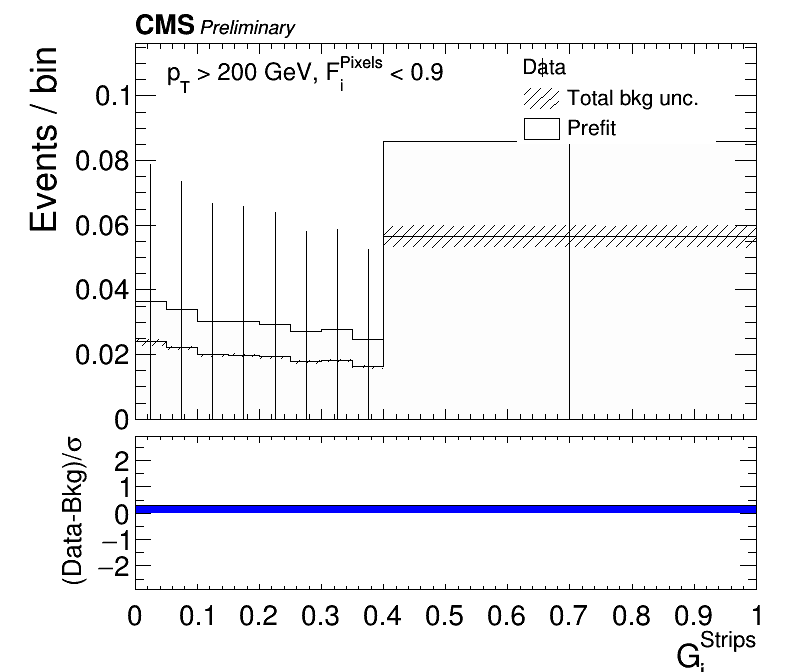 CMS Preliminary
p_T > 200 GeV, F_i^Pixels < 0.9
Data
Total bkg unc.
Prefit
Events / bin
0.1
0.08
0.06
0.04
0.02
0
(Data-Bkg)/σ
2
1
0
−1
−2
0 0.1 0.2 0.3 0.4 0.5 0.6 0.7 0.8 0.9 1
G_i^Strips